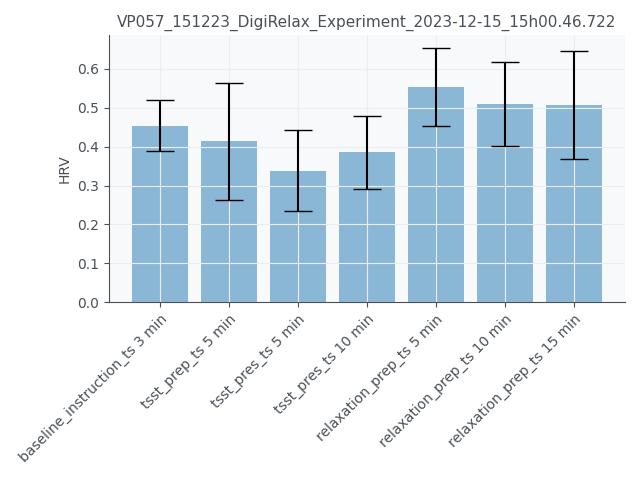 VP057_151223_DigiRelax_Experiment_2023-12-15_15h00.46.722
HRV
0.6
0.5
0.4
0.3
0.2
0.1
0.0
baseline_instruction_ts 3 min
tsst_prep_ts 5 min
tsst_pres_ts 5 min
tsst_pres_ts 10 min
relaxation_prep_ts 5 min
relaxation_prep_ts 10 min
relaxation_prep_ts 15 min